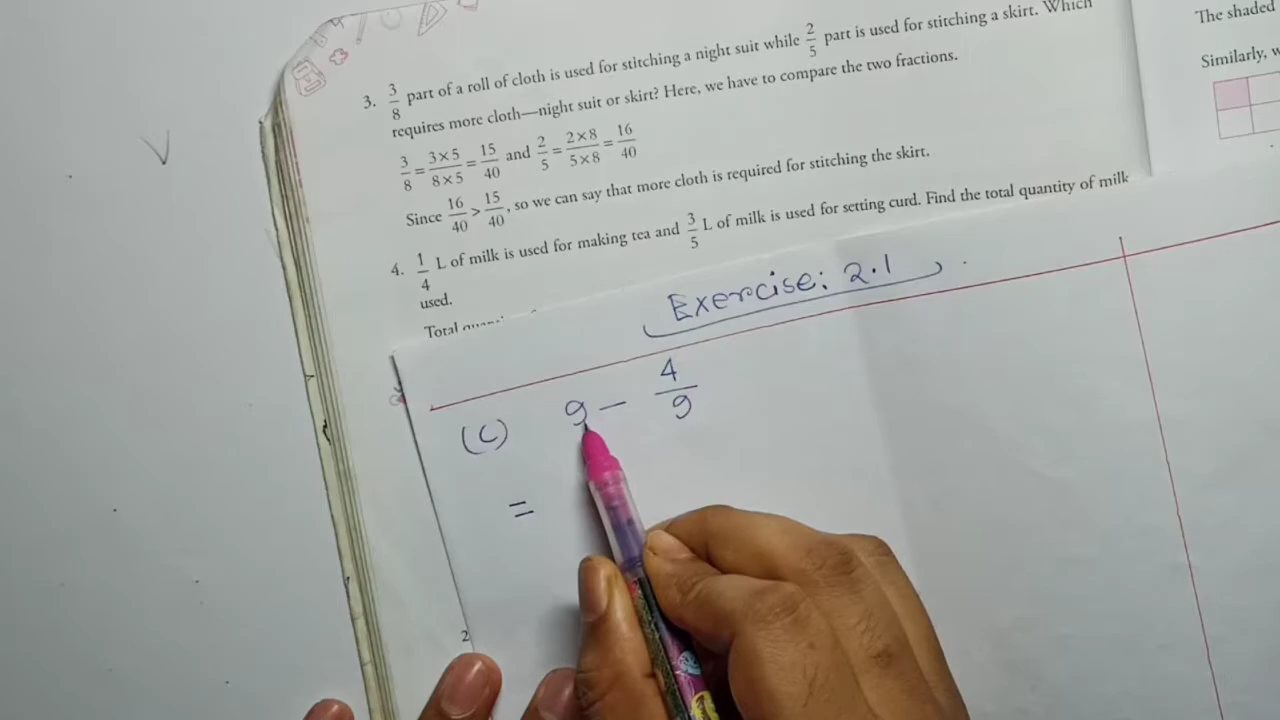 3. 3/8 part of a roll of cloth is used for stitching a night suit while 2/5 part is used for stitching a skirt. Which
requires more cloth—night suit or skirt? Here, we have to compare the two fractions.
3/8 = 3×5/8×5 = 15/40 and 2/5 = 2×8/5×8 = 16/40
Since 16/40 > 15/40, so we can say that more cloth is required for stitching the skirt.
4. 1/4 L of milk is used for making tea and 3/5 L of milk is used for setting curd. Find the total quantity of milk
used.
Total
The shaded
Similarly,
Exercise: 2.1
(C) 9 - 4/9
=
2